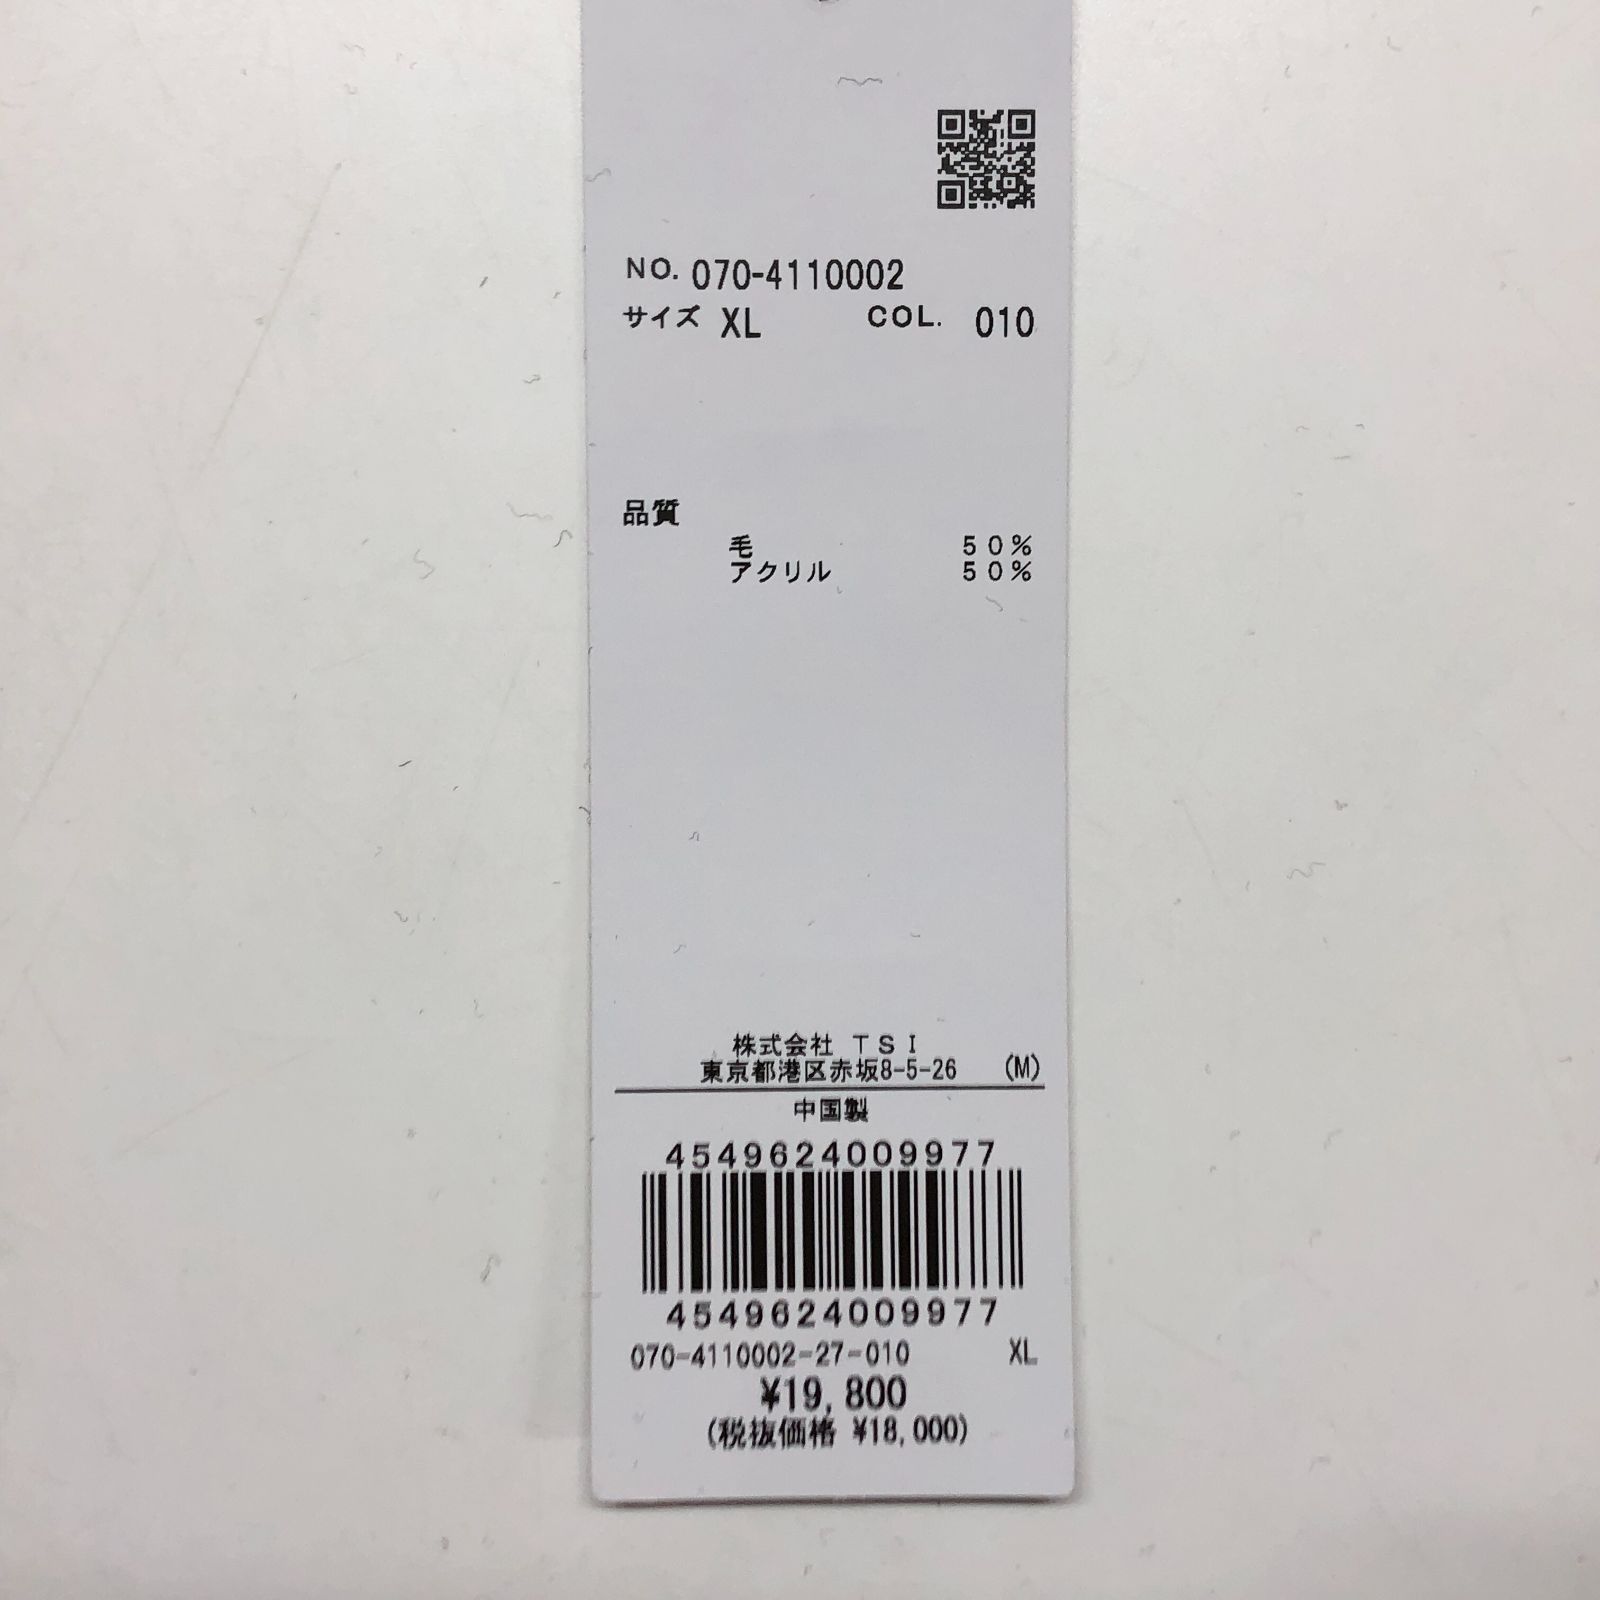 NO. 070-4110002
サイズ XL COL. 010
品質
毛 50%
アクリル 50%
株式会社 TSI
東京都港区赤坂8-5-26 (M)
中国製
4549624009977
4549624009977
070-4110002-27-010 XL
¥19,800
(税抜価格 ¥18,000)